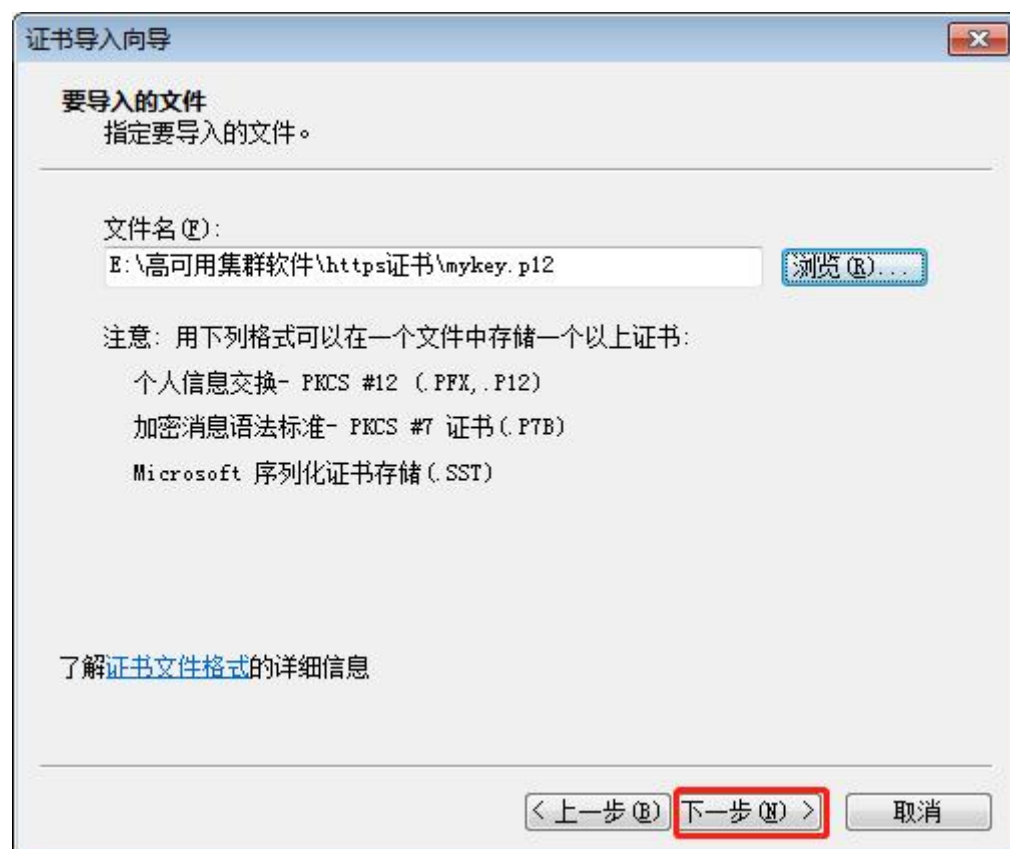 证书导入向导
要导入的文件
指定要导入的文件。
文件名(F):
E:\高可用集群软件\https证书\mykey.p12
浏览(R)...
注意: 用下列格式可以在一个文件中存储一个以上证书:
个人信息交换- PKCS #12 (.PFX,.P12)
加密消息语法标准- PKCS #7 证书(.P7B)
Microsoft 序列化证书存储(.SST)
了解证书文件格式的详细信息
< 上一步(B) 下一步(N) > 取消